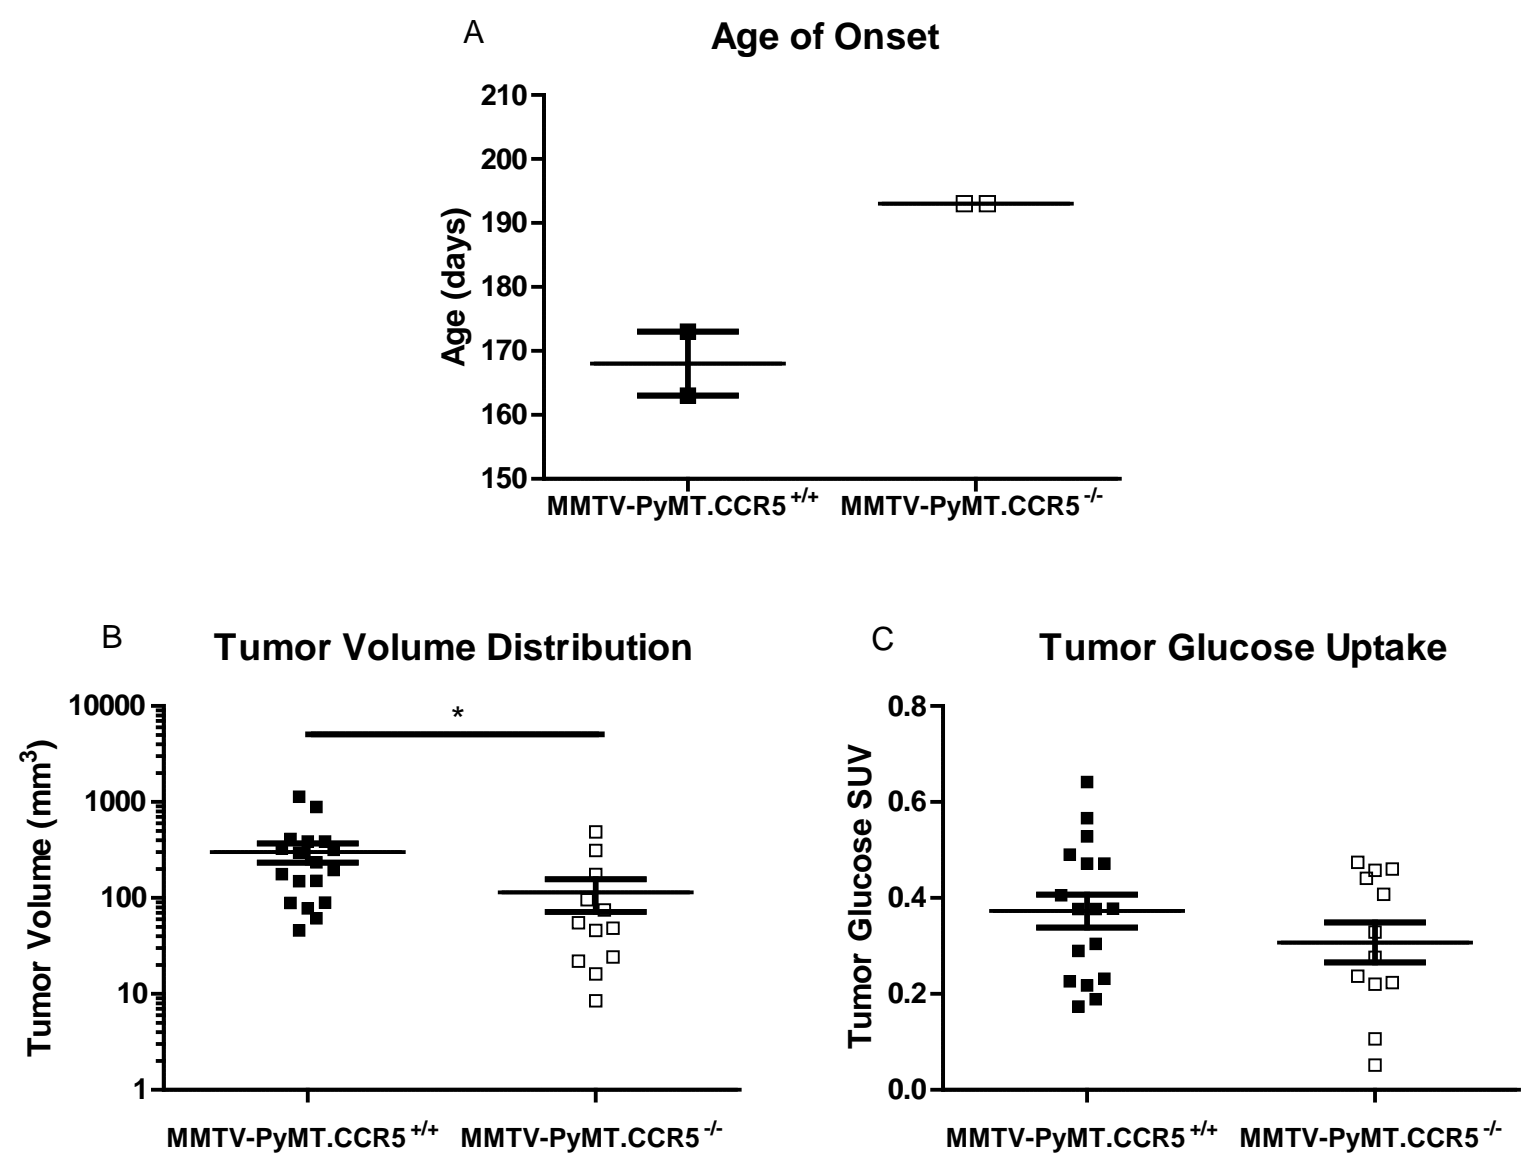 A
Age of Onset
210
200
190
180
170
160
150
Age (days)
MMTV-PyMT.CCR5 +/+
MMTV-PyMT.CCR5 -/-
B
Tumor Volume Distribution
10000
1000
100
10
1
Tumor Volume (mm3)
*
MMTV-PyMT.CCR5 +/+
MMTV-PyMT.CCR5 -/-
C
Tumor Glucose Uptake
0.8
0.6
0.4
0.2
0.0
Tumor Glucose SUV
MMTV-PyMT.CCR5 +/+
MMTV-PyMT.CCR5 -/-